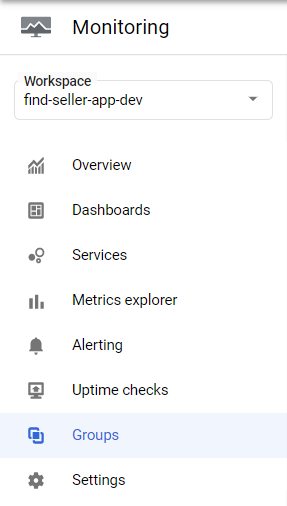 Monitoring
Workspace
find-seller-app-dev
Overview
Dashboards
Services
Metrics explorer
Alerting
Uptime checks
Groups
Settings